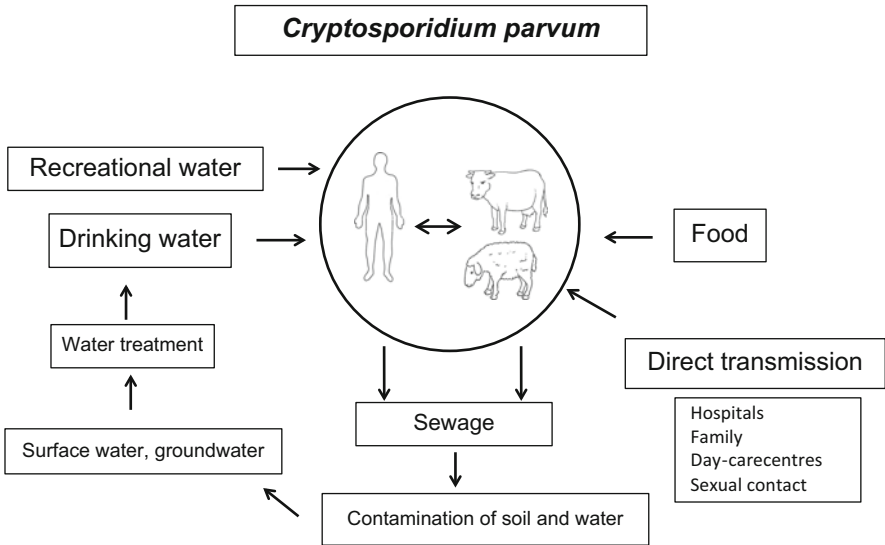 Cryptosporidium parvum
Recreational water
Drinking water
Food
Water treatment
Direct transmission
Hospitals
Family
Day-carecentres
Sexual contact
Sewage
Surface water, groundwater
Contamination of soil and water